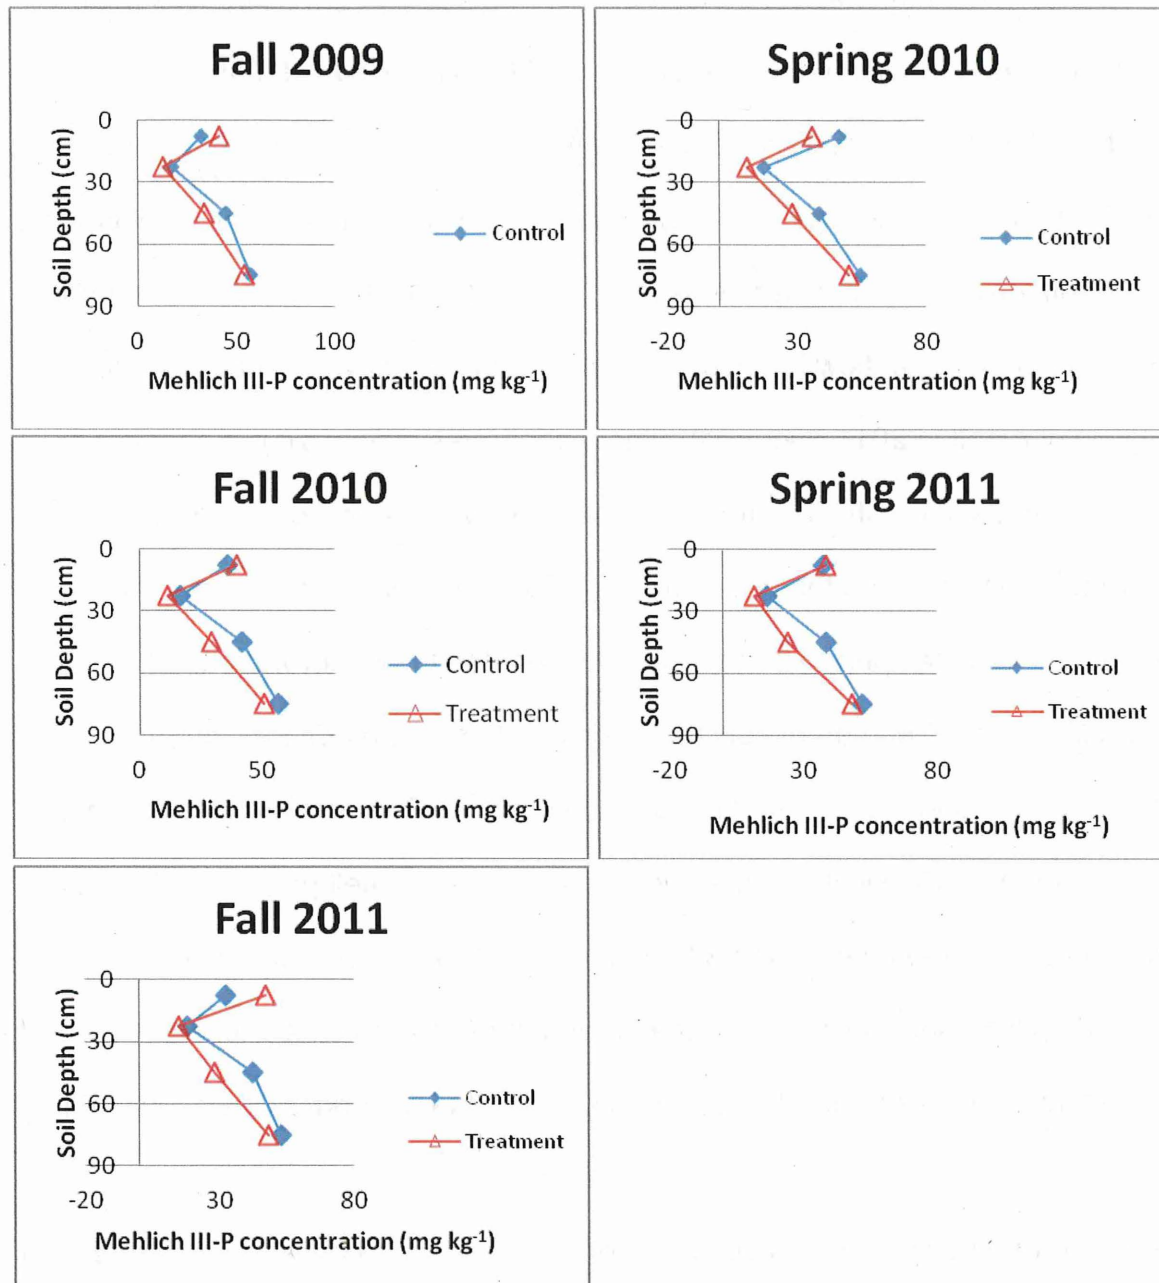 Fall 2009
0
30
60
90
Soil Depth (cm)
0 50 100
Mehlich III-P concentration (mg kg-1)
Control
Spring 2010
0
30
60
90
Soil Depth (cm)
-20 30 80
Mehlich III-P concentration (mg kg-1)
Control
Treatment
Fall 2010
0
30
60
90
Soil Depth (cm)
0 50
Mehlich III-P concentration (mg kg-1)
Control
Treatment
Spring 2011
0
30
60
90
Soil Depth (cm)
-20 30 80
Mehlich III-P concentration (mg kg-1)
Control
Treatment
Fall 2011
0
30
60
90
Soil Depth (cm)
-20 30 80
Mehlich III-P concentration (mg kg-1)
Control
Treatment